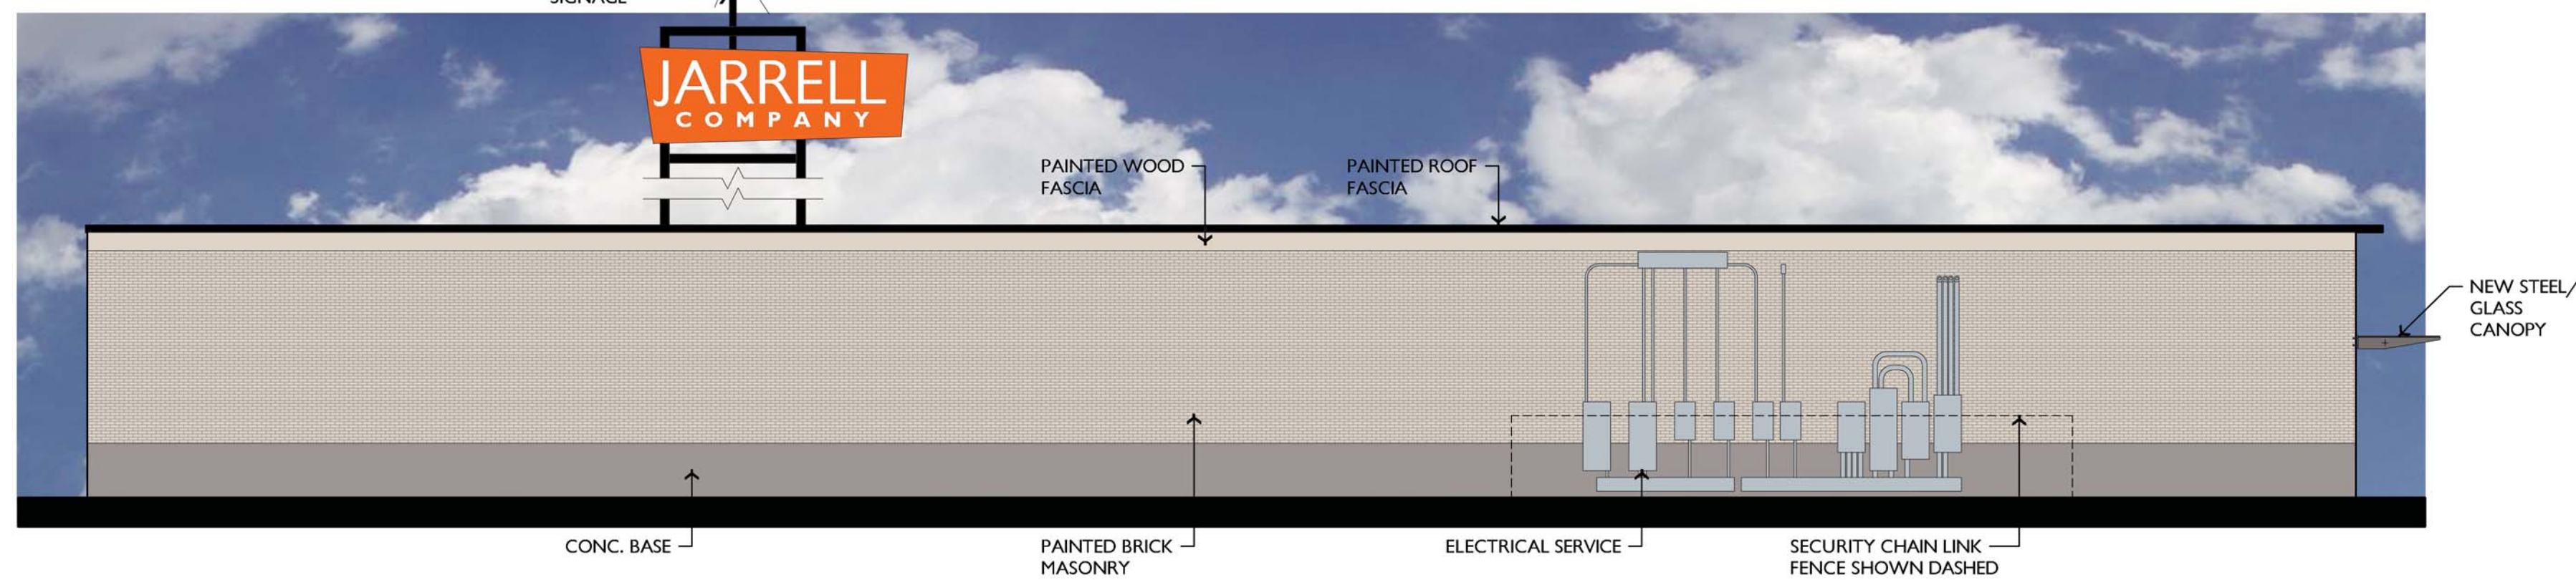 SIGNAGE
JARRELL
COMPANY
PAINTED WOOD
FASCIA
PAINTED ROOF
FASCIA
NEW STEEL/
GLASS
CANOPY
CONC. BASE
PAINTED BRICK
MASONRY
ELECTRICAL SERVICE
SECURITY CHAIN LINK
FENCE SHOWN DASHED